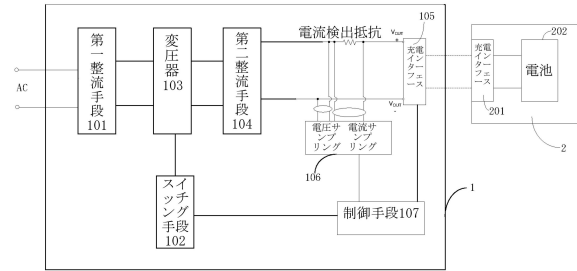 AC
第一整流手段
101
変圧器
103
第二整流手段
104
電流検出抵抗
VOUT
+
VOUT
-
105
充電インターフェース
電圧サンプリング
電流サンプリング
106
スイッチング手段
102
制御手段107
1
充電インターフェース
201
202
電池
2